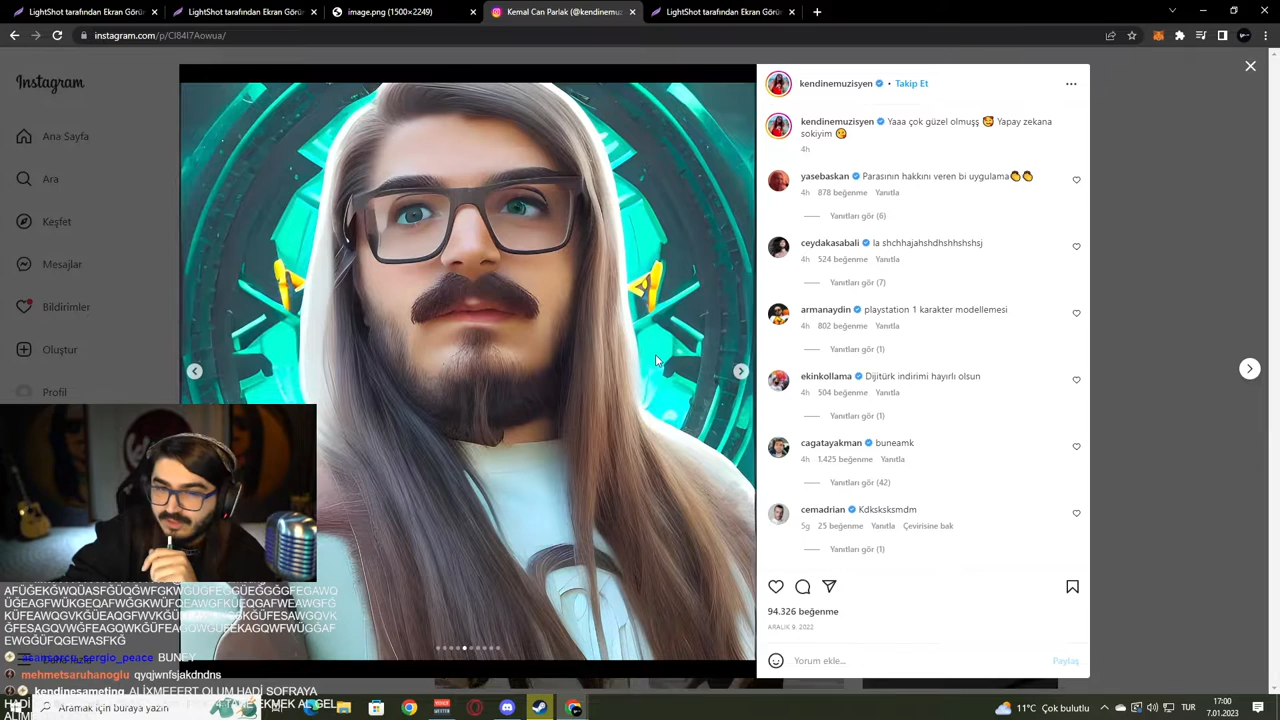 LightShot tarafından Ekran Görün
LightShot tarafından Ekran Görün
image.png (1500×2249)
Kemal Can Parlak (@kendinemuz
LightShot tarafından Ekran Görün
instagram.com/p/Cl84I7Aowua/
Instagram
Ana Sayfa
Ara
Keşfet
Mesajlar
Bildirimler
Oluştur
Profil
kendinemuzisyen • Takip Et
kendinemuzisyen Yaaa çok güzel olmuşş 🥰 Yapay zekana
sokiyim 😘
4h
yasebaskan Parasının hakkını veren bi uygulama👏👏
4h 878 beğenme Yanıtla
Yanıtları gör (6)
ceydakasabali la shchhajahshdhshhshshsj
4h 524 beğenme Yanıtla
Yanıtları gör (7)
armanaydin playstation 1 karakter modellemesi
4h 802 beğenme Yanıtla
Yanıtları gör (1)
ekinkollama Dijitürk indirimi hayırlı olsun
4h 504 beğenme Yanıtla
Yanıtları gör (1)
cagatayakman buneamk
4h 1.425 beğenme Yanıtla
Yanıtları gör (42)
cemadrian Kdksksksmdm
5g 25 beğenme Yanıtla Çevirisine bak
Yanıtları gör (1)
94.326 beğenme
ARALIK 9, 2022
Yorum ekle...
Paylaş
EWGĞÜFQGEWASFKĞ
BUNEY
mehmetsaruhanoglu qyqjwnfsjakdndns
kendinesaneting ALİXMEFERT OLUM HADİ SOFRAYA
Aramak için buraya yazın
11°C
TUR
17:00
7.01.2023